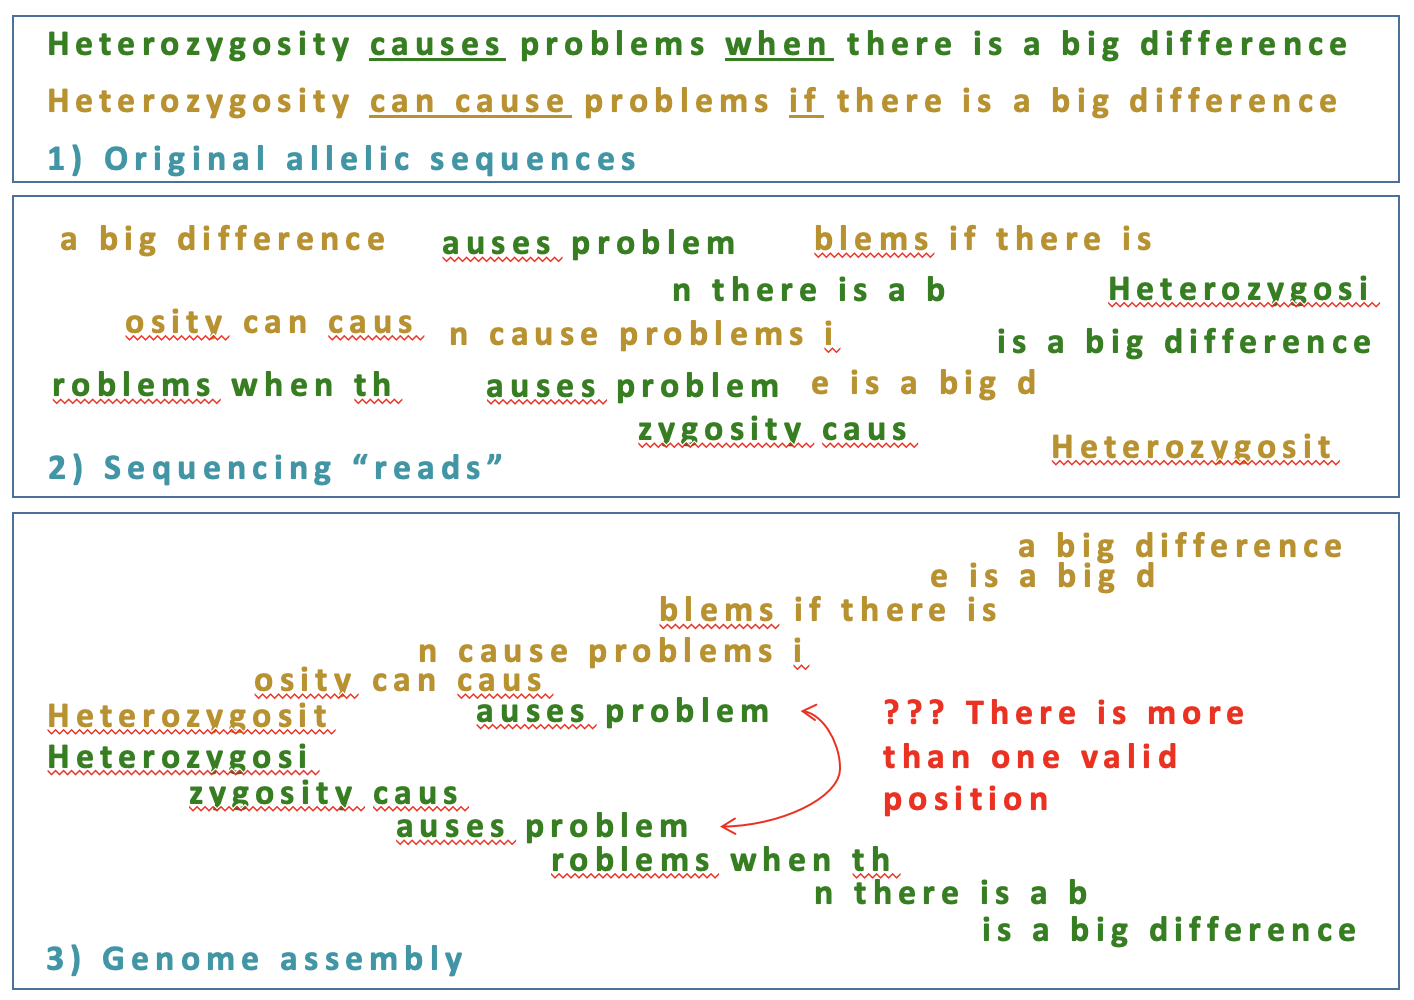 Heterozygosity causes problems when there is a big difference
Heterozygosity can cause problems if there is a big difference
1) Original allelic sequences
a big difference
auses problem
blems if there is
n there is a b
Heterozygosi
osity can caus
n cause problems i
is a big difference
roblems when th
auses problem
e is a big d
zygosity caus
Heterozygosit
2) Sequencing “reads”
a big difference
e is a big d
blems if there is
n cause problems i
osity can caus
Heterozygosit
auses problem
??? There is more
than one valid
position
Heterozygosi
zygosity caus
auses problem
roblems when th
n there is a b
is a big difference
3) Genome assembly